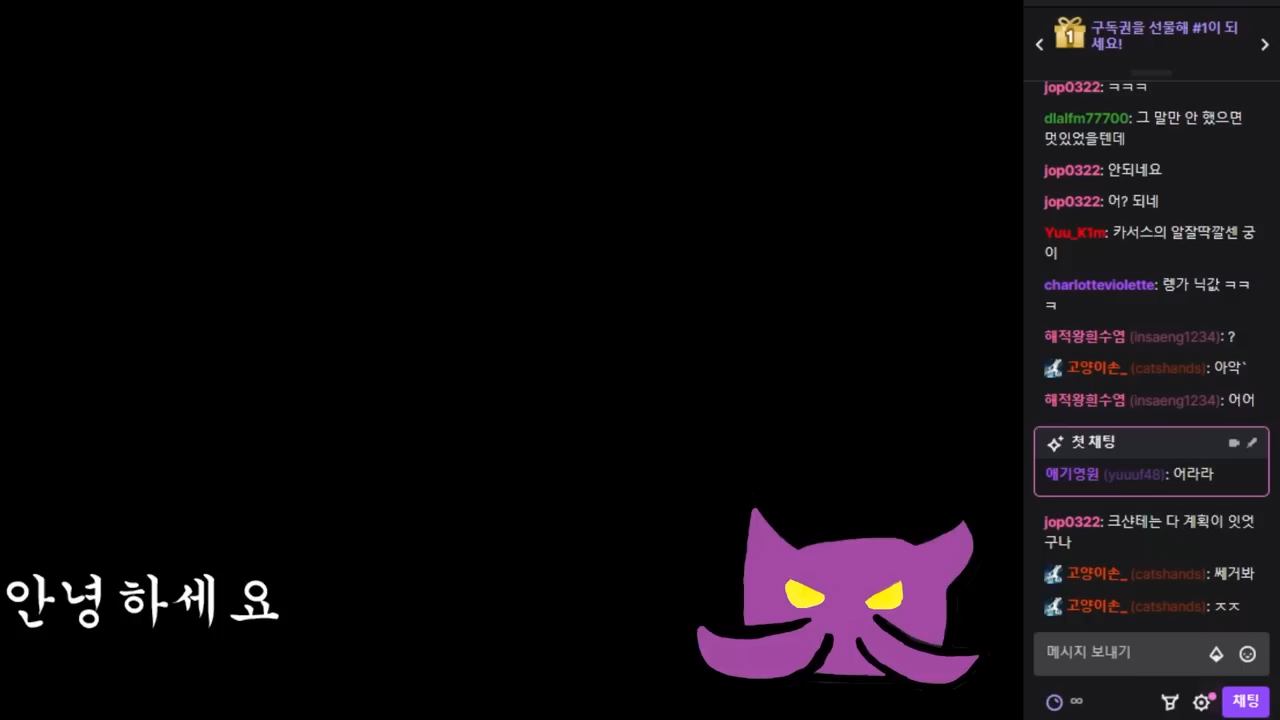 1
구독권을 선물해 #1이 되
세요!
jop0322: ㅋㅋㅋ
dlalfm77700: 그 말만 안 했으면
멋있었을텐데
jop0322: 안되네요
jop0322: 어? 되네
Yuu_K1m: 카서스의 알잘딱깔센 궁
이
charlotteviolette: 렝가 닉값 ㅋㅋ
ㅋ
해적왕흰수염 (insaeng1234): ?
고양이손_ (catshands): 아악`
해적왕흰수염 (insaeng1234): 어어
첫 채팅
애기영원 (yuuuf48): 어라라
jop0322: 크샨테는 다 계획이 잇엇
구나
고양이손_ (catshands): 쎄거봐
고양이손_ (catshands): ㅈㅈ
안녕하세요
메시지 보내기
채팅